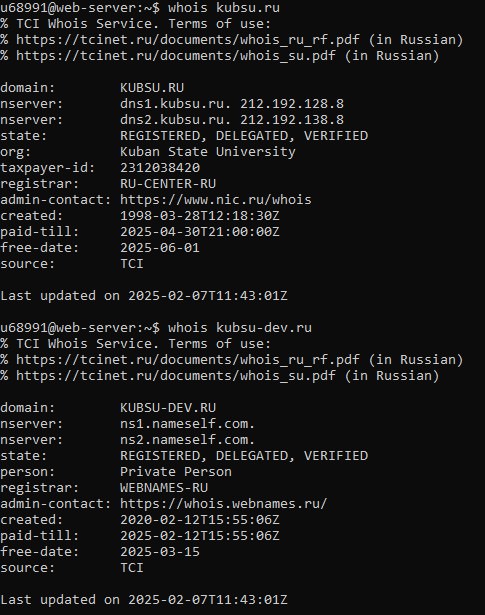 u68991@web-server:~$ whois kubsu.ru
% TCI Whois Service. Terms of use:
% https://tcinet.ru/documents/whois_ru_rf.pdf (in Russian)
% https://tcinet.ru/documents/whois_su.pdf (in Russian)

domain:        KUBSU.RU
nserver:       dns1.kubsu.ru. 212.192.128.8
nserver:       dns2.kubsu.ru. 212.192.138.8
state:         REGISTERED, DELEGATED, VERIFIED
org:           Kuban State University
taxpayer-id:   2312038420
registrar:     RU-CENTER-RU
admin-contact: https://www.nic.ru/whois
created:       1998-03-28T12:18:30Z
paid-till:     2025-04-30T21:00:00Z
free-date:     2025-06-01
source:        TCI

Last updated on 2025-02-07T11:43:01Z

u68991@web-server:~$ whois kubsu-dev.ru
% TCI Whois Service. Terms of use:
% https://tcinet.ru/documents/whois_ru_rf.pdf (in Russian)
% https://tcinet.ru/documents/whois_su.pdf (in Russian)

domain:        KUBSU-DEV.RU
nserver:       ns1.nameself.com.
nserver:       ns2.nameself.com.
state:         REGISTERED, DELEGATED, VERIFIED
person:        Private Person
registrar:     WEBNAMES-RU
admin-contact: https://whois.webnames.ru/
created:       2020-02-12T15:55:06Z
paid-till:     2025-02-12T15:55:06Z
free-date:     2025-03-15
source:        TCI

Last updated on 2025-02-07T11:43:01Z